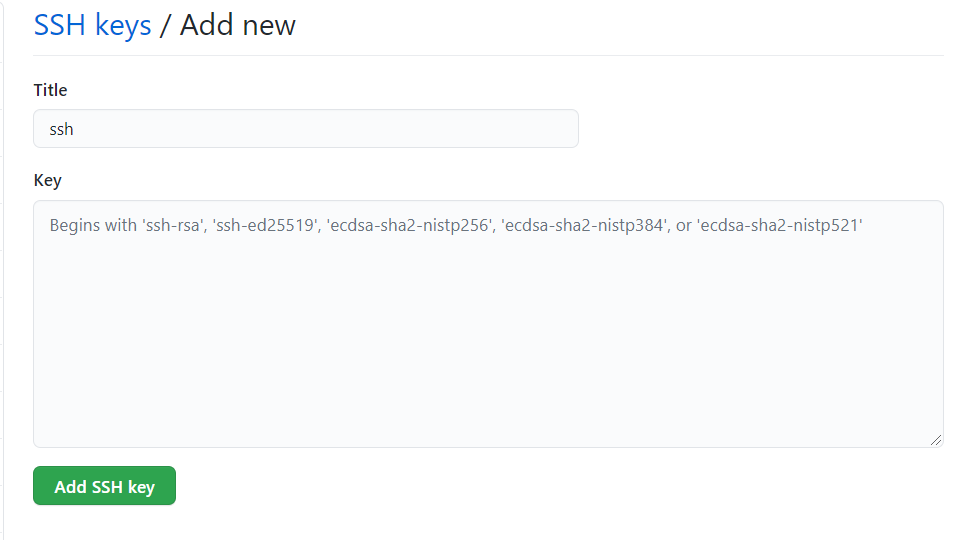 SSH keys / Add new
Title
ssh
Key
Begins with 'ssh-rsa', 'ssh-ed25519', 'ecdsa-sha2-nistp256', 'ecdsa-sha2-nistp384', or 'ecdsa-sha2-nistp521'
Add SSH key